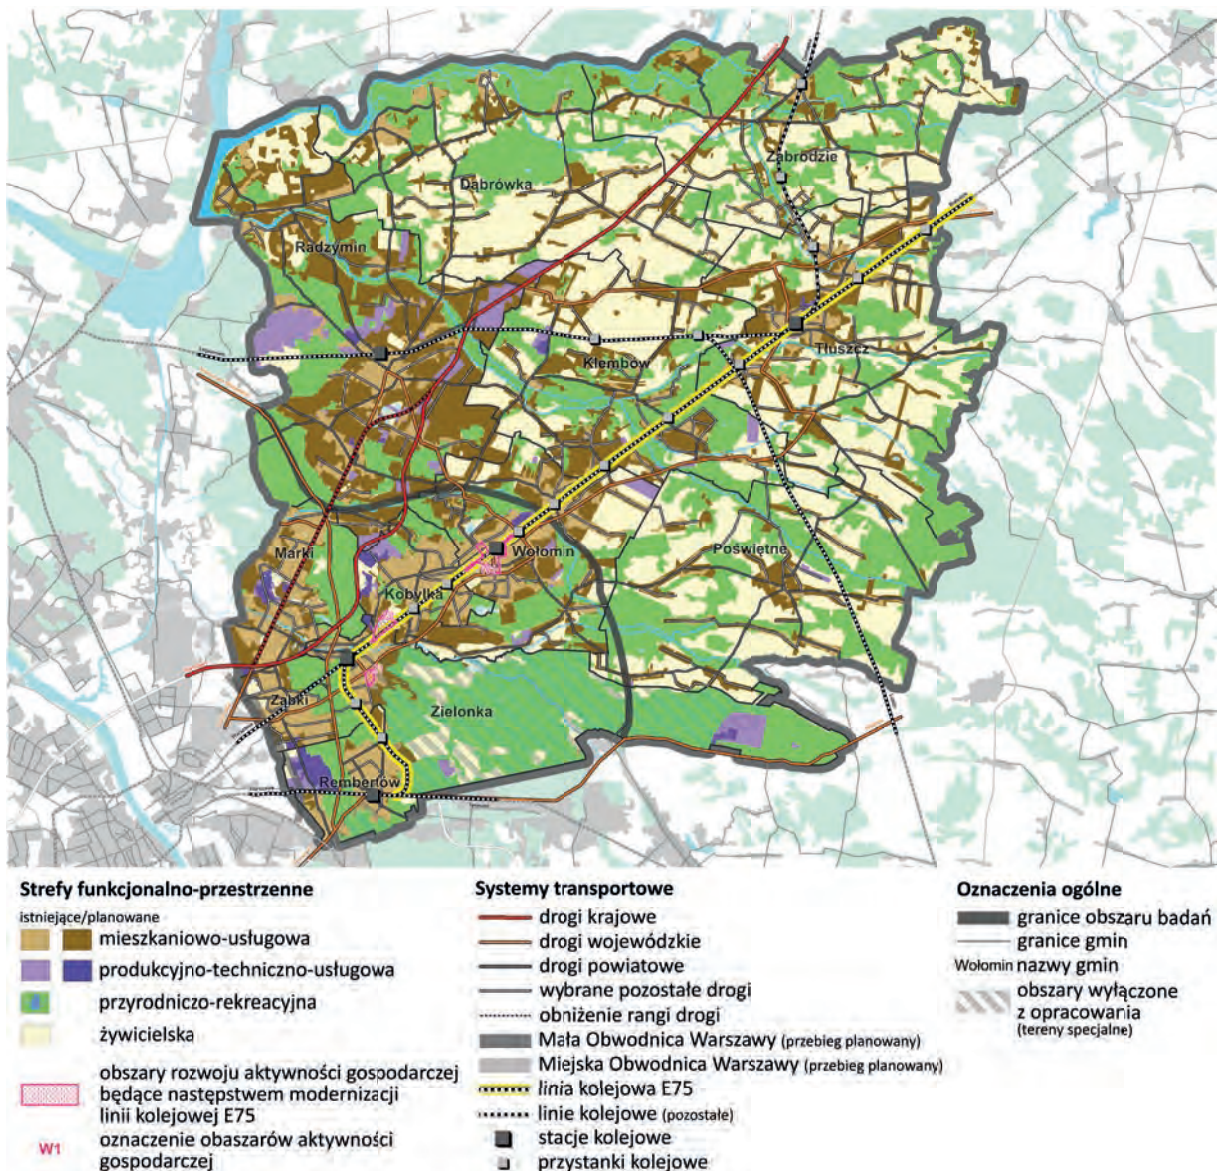 Zabrodzie
Dąbrówka
Radzymin
Tłuszcz
Klembów
Marki
Wołomin
Poświętne
Kobyłka
Ząbki
Zielonka
Rembertów
Strefy funkcjonalno-przestrzenne
istniejące/planowane
mieszkaniowo-usługowa
produkcyjno-techniczno-usługowa
przyrodniczo-rekreacyjna
żywicielska
obszary rozwoju aktywności gospodarczej
będące następstwem modernizacji
linii kolejowej E75
W1 oznaczenie obaszarów aktywności
gospodarczej
Systemy transportowe
drogi krajowe
drogi wojewódzkie
drogi powiatowe
wybrane pozostałe drogi
obniżenie rangi drogi
Mała Obwodnica Warszawy (przebieg planowany)
Miejska Obwodnica Warszawy (przebieg planowany)
linia kolejowa E75
linie kolejowe (pozostałe)
stacje kolejowe
przystanki kolejowe
Oznaczenia ogólne
granice obszaru badań
granice gmin
Wołomin nazwy gmin
obszary wyłączone
z opracowania
(tereny specjalne)